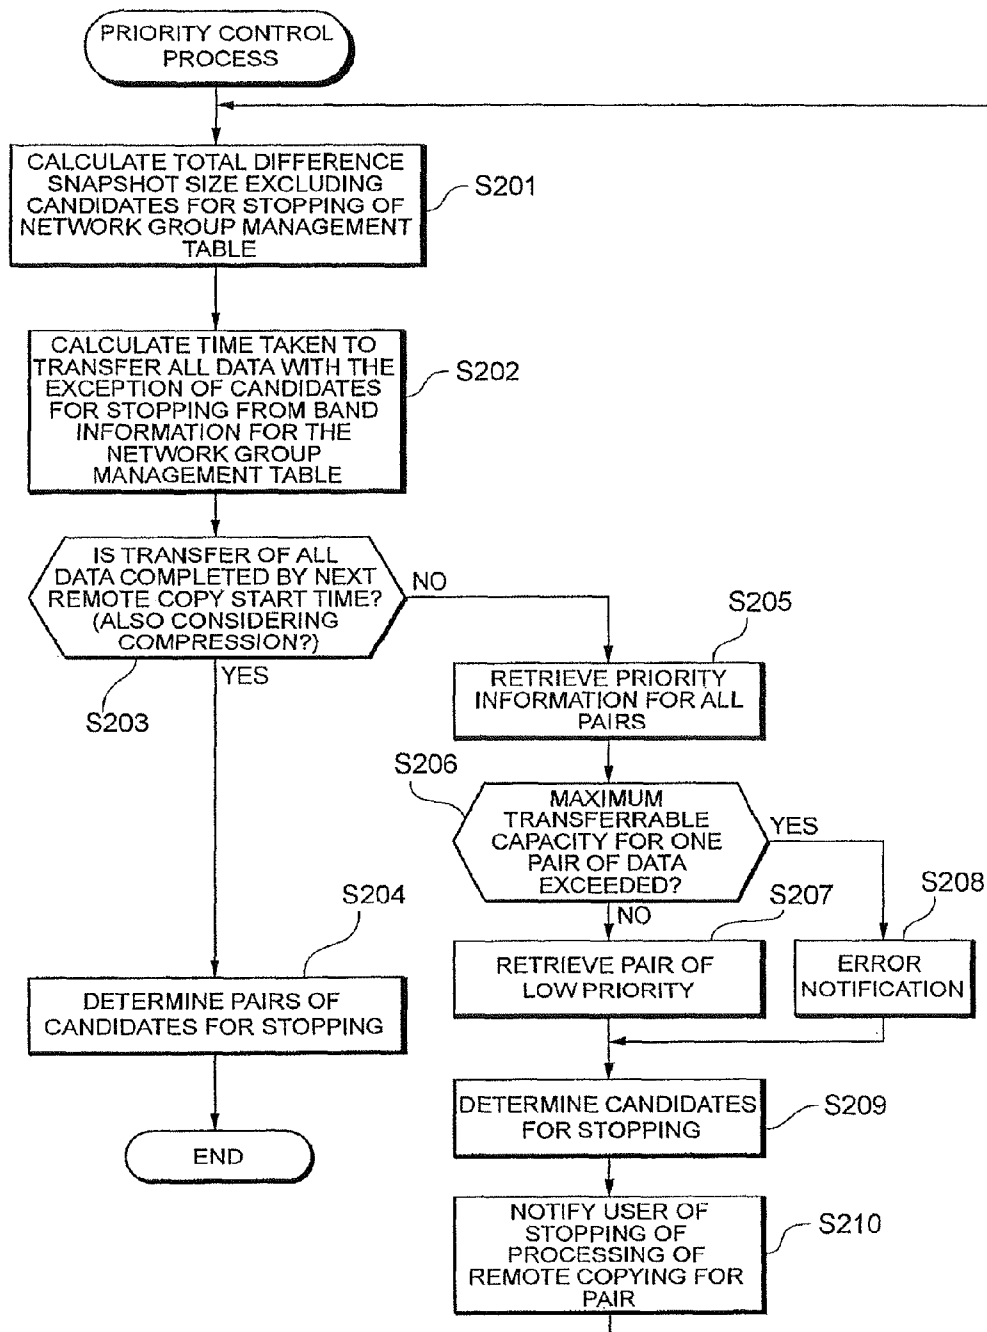 PRIORITY CONTROL
PROCESS
CALCULATE TOTAL DIFFERENCE
SNAPSHOT SIZE EXCLUDING
CANDIDATES FOR STOPPING OF
NETWORK GROUP MANAGEMENT
TABLE
S201
CALCULATE TIME TAKEN TO
TRANSFER ALL DATA WITH THE
EXCEPTION OF CANDIDATES
FOR STOPPING FROM BAND
INFORMATION FOR THE
NETWORK GROUP
MANAGEMENT TABLE
S202
IS TRANSFER OF ALL
DATA COMPLETED BY NEXT
REMOTE COPY START TIME?
(ALSO CONSIDERING
COMPRESSION?)
NO
YES
S203
S205
RETRIEVE PRIORITY
INFORMATION FOR ALL
PAIRS
S206
MAXIMUM
TRANSFERRABLE
CAPACITY FOR ONE
PAIR OF DATA
EXCEEDED?
YES
NO
S207
S208
S204
RETRIEVE PAIR OF
LOW PRIORITY
ERROR
NOTIFICATION
DETERMINE PAIRS OF
CANDIDATES FOR STOPPING
DETERMINE CANDIDATES
FOR STOPPING
S209
END
NOTIFY USER OF
STOPPING OF
PROCESSING OF
REMOTE COPYING FOR
PAIR
S210